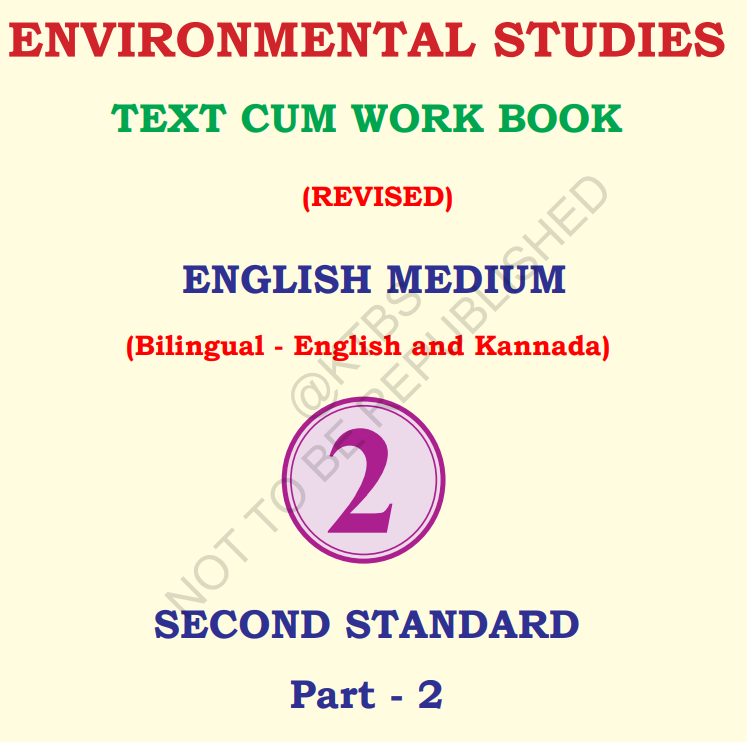 ENVIRONMENTAL STUDIES
TEXT CUM WORK BOOK
(REVISED)
ENGLISH MEDIUM
(Bilingual - English and Kannada)
@KTBS
NOT TO BE REPUBLISHED
2
SECOND STANDARD
Part - 2